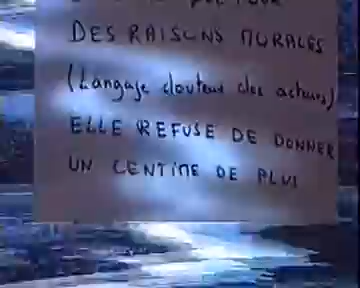 DES RAISONS MORALES
(Langage douteux des acteurs)
ELLE REFUSE DE DONNER
UN CENTIME DE PLUS